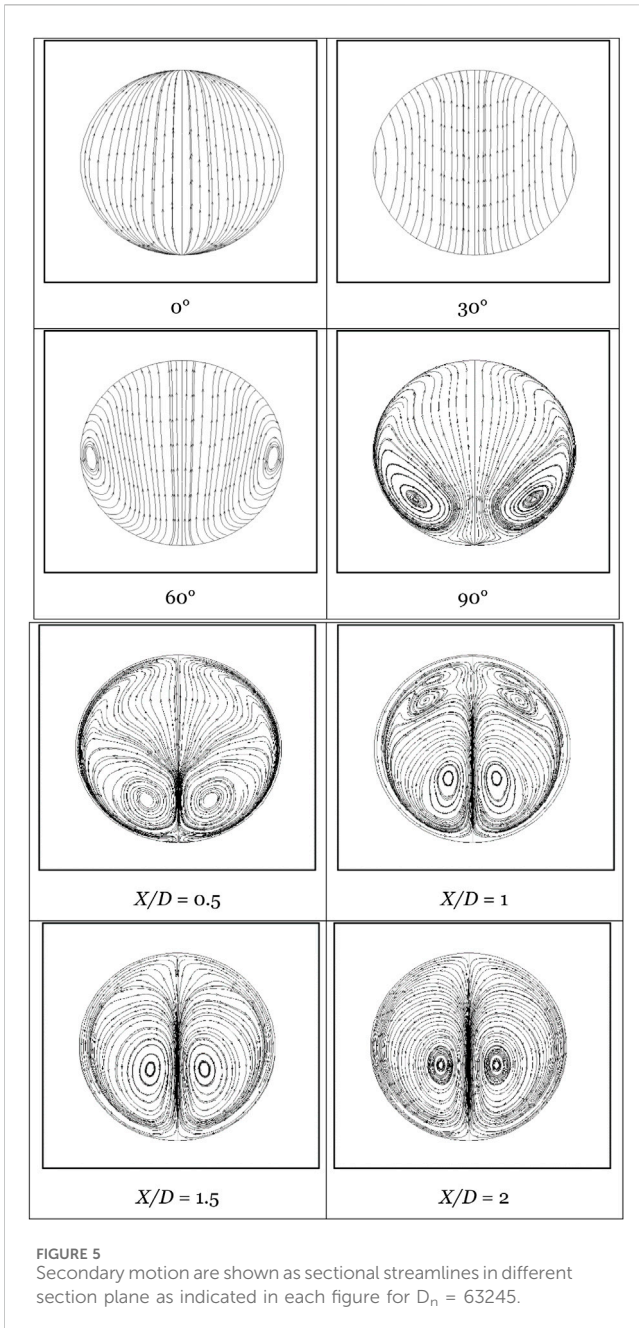 0°
30°
60°
90°
X/D = 0.5
X/D = 1
X/D = 1.5
X/D = 2
FIGURE 5
Secondary motion are shown as sectional streamlines in different
section plane as indicated in each figure for Dₙ = 63245.